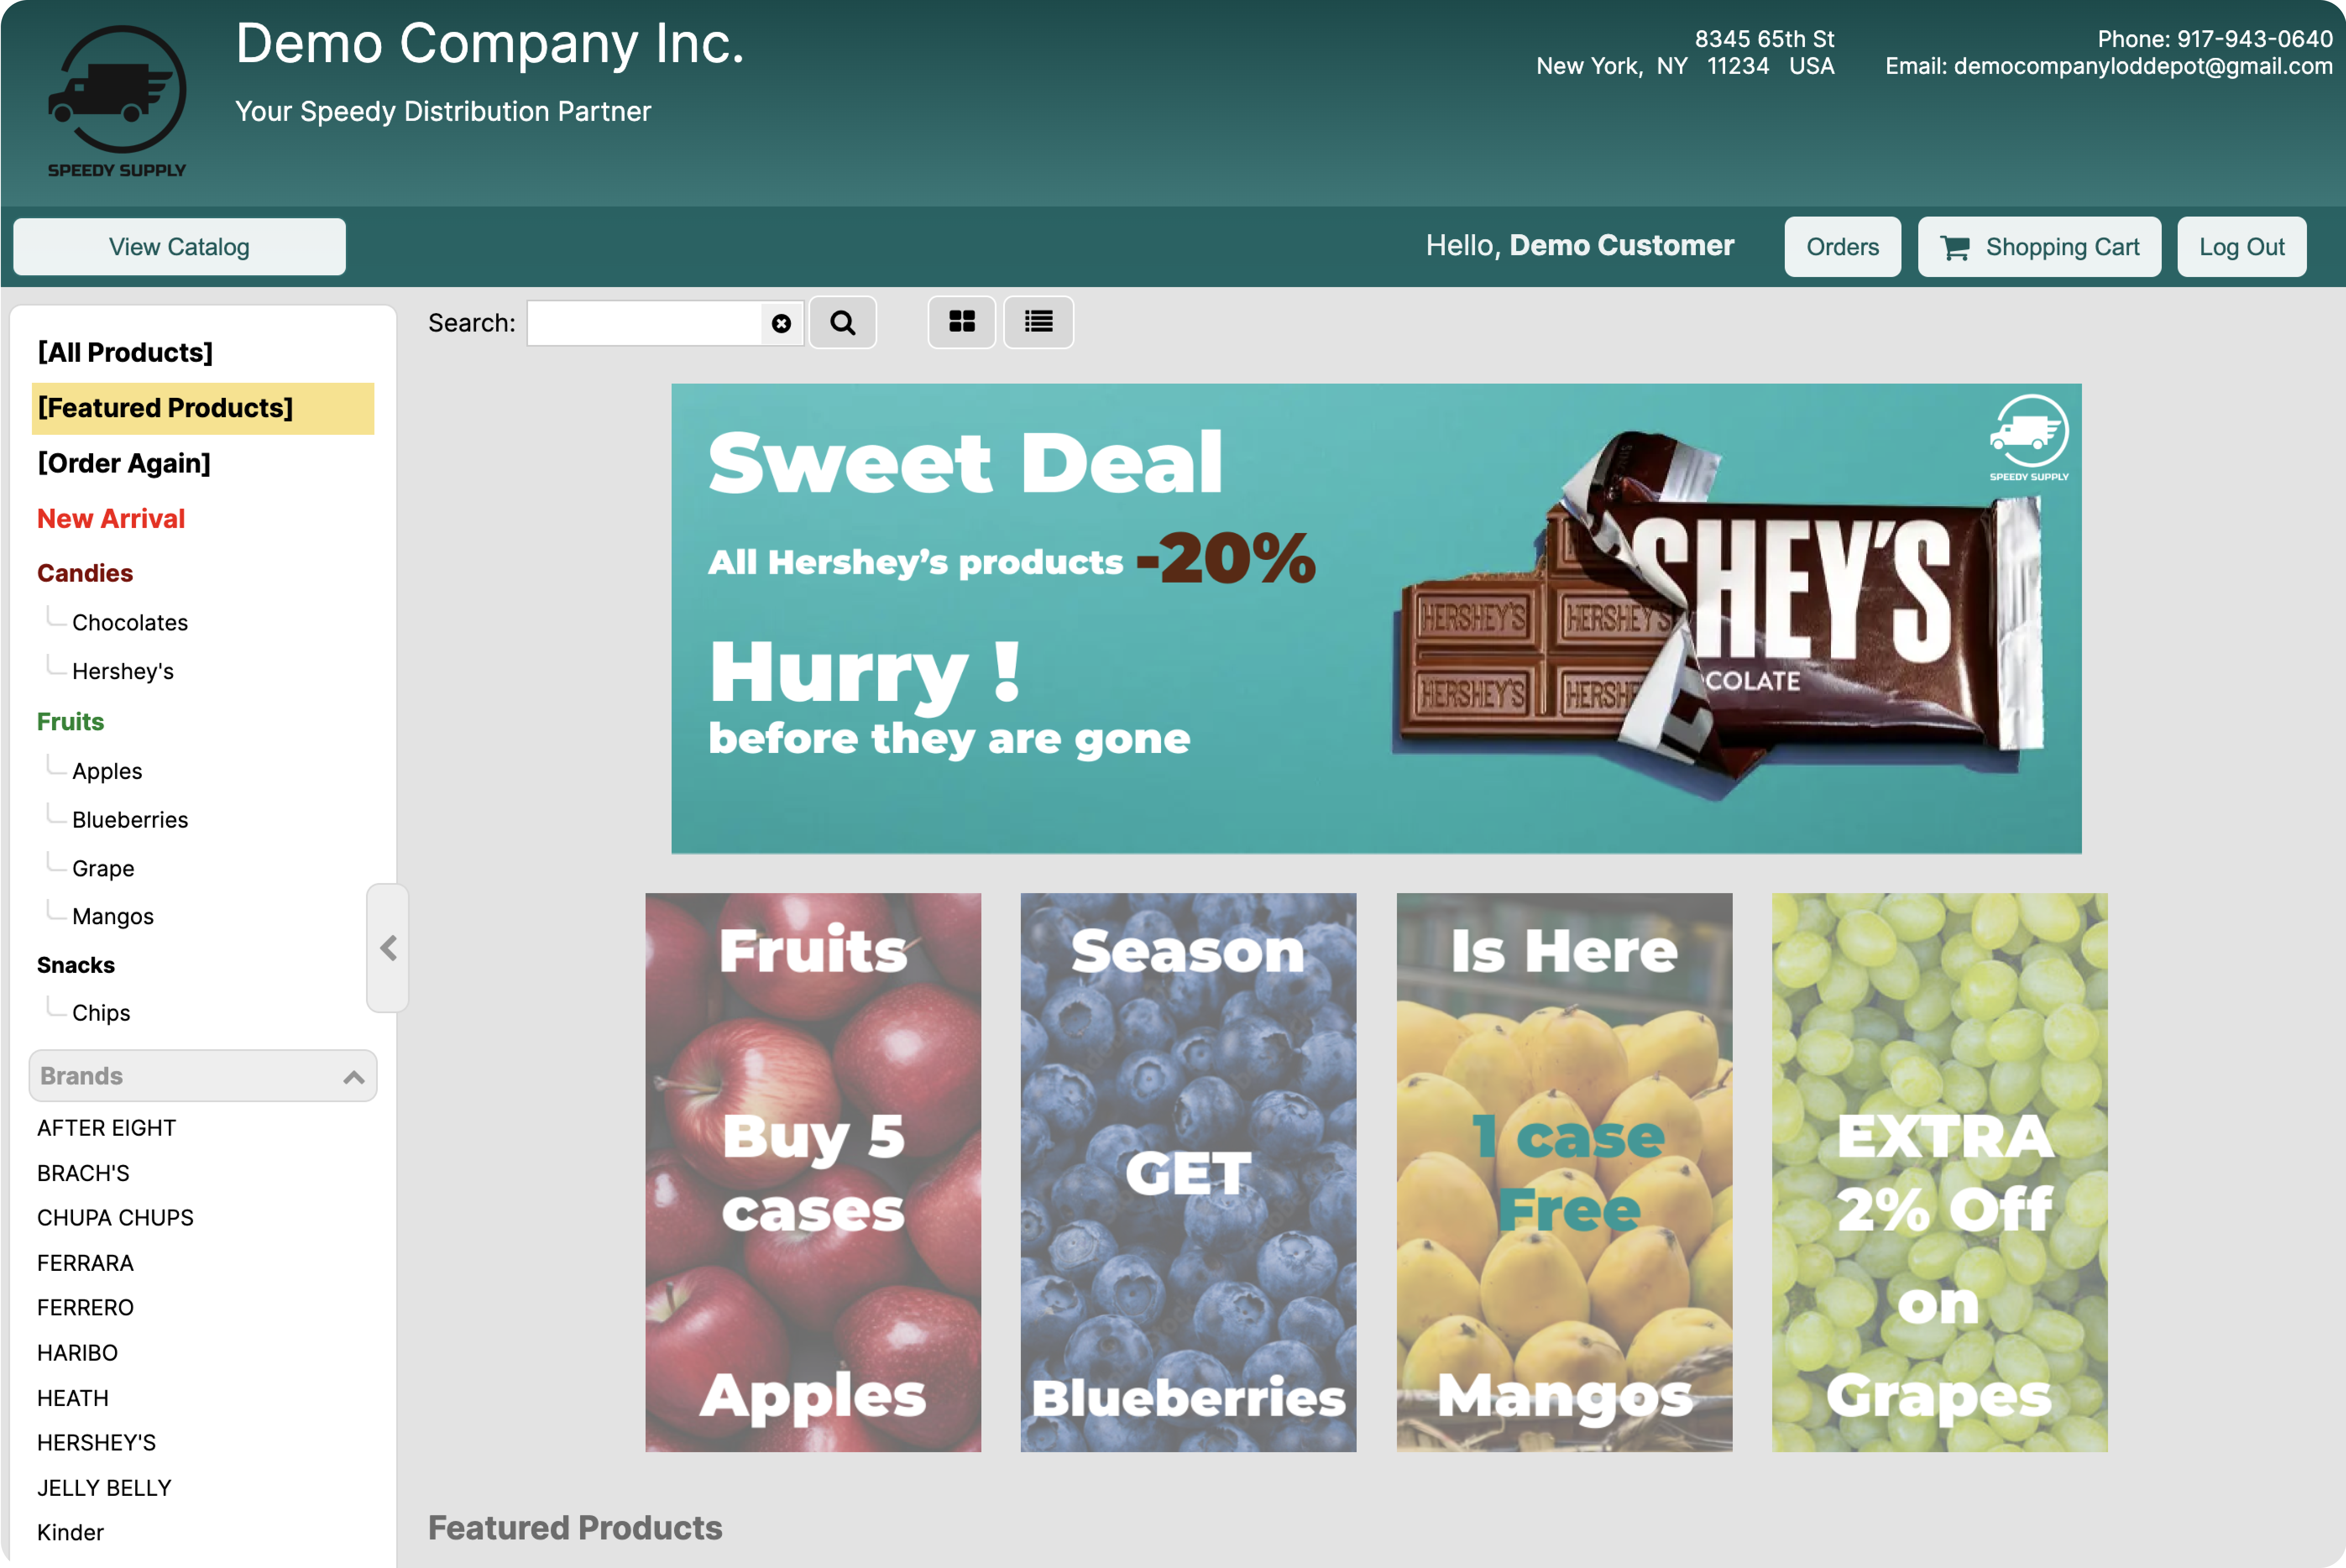 Demo Company Inc.
Your Speedy Distribution Partner
SPEEDY SUPPLY
8345 65th St
New York, NY 11234 USA
Phone: 917-943-0640
Email: democompanyloddepot@gmail.com
View Catalog
Hello, Demo Customer
Orders
Shopping Cart
Log Out
[All Products]
[Featured Products]
[Order Again]
New Arrival
Candies
Chocolates
Hershey's
Fruits
Apples
Blueberries
Grape
Mangos
Snacks
Chips
Brands
AFTER EIGHT
BRACH'S
CHUPA CHUPS
FERRARA
FERRERO
HARIBO
HEATH
HERSHEY'S
JELLY BELLY
Kinder
Search:
Sweet Deal
All Hershey's products -20%
Hurry !
before they are gone
SPEEDY SUPPLY
SHEY'S
COLATE
HERSHEY'S HERSHEY'S
HERSHEY'S HERSHE
Fruits
Buy 5
cases
Apples
Season
GET
Blueberries
Is Here
1 case
Free
Mangos
EXTRA
2% Off
on
Grapes
Featured Products